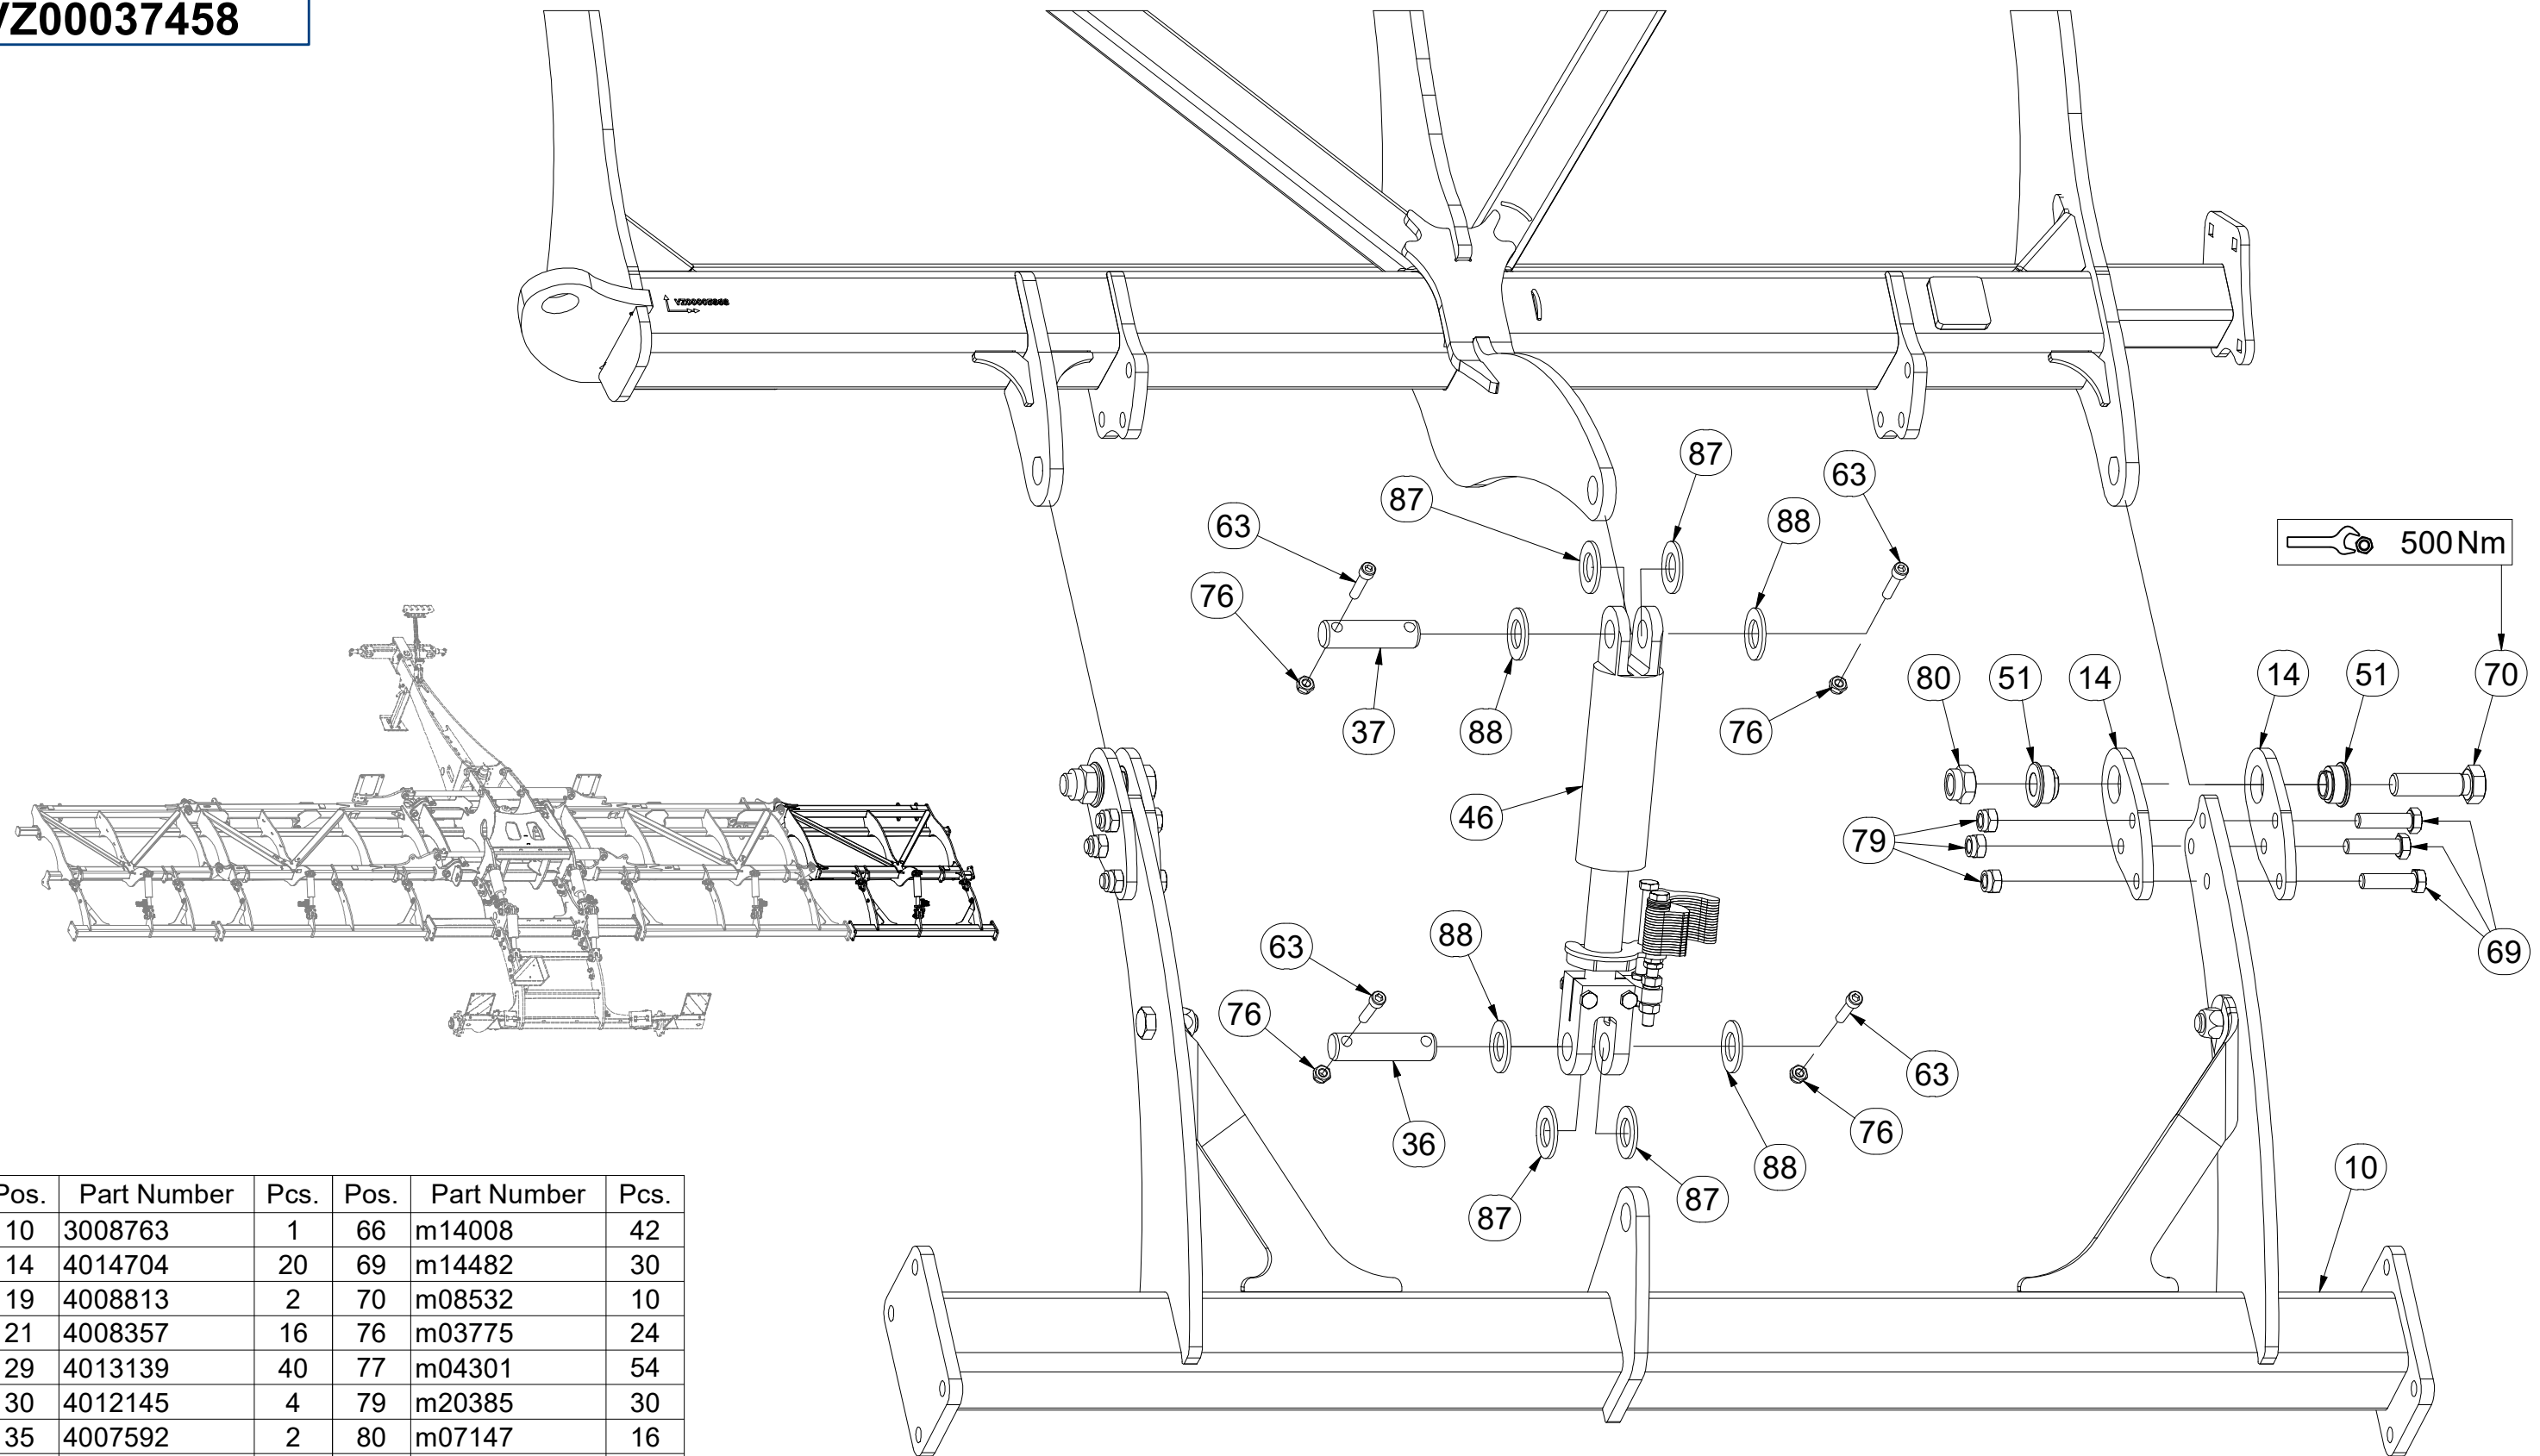 VZ00037458
VZ00005868
87
63
87
88
63
500 Nm
76
80
51
14
14
51
70
37
88
76
46
79
88
63
69
76
63
36
76
88
10
87
87
Pos. Part Number Pcs. Pos. Part Number Pcs.
10 3008763 1 66 m14008 42
14 4014704 20 69 m14482 30
19 4008813 2 70 m08532 10
21 4008357 16 76 m03775 24
29 4013139 40 77 m04301 54
30 4012145 4 79 m20385 30
35 4007592 2 80 m07147 16